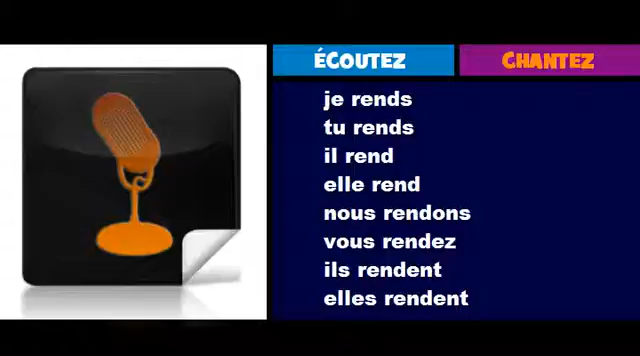 ÉCOUTEZ CHANTEZ
je rends
tu rends
il rend
elle rend
nous rendons
vous rendez
ils rendent
elles rendent